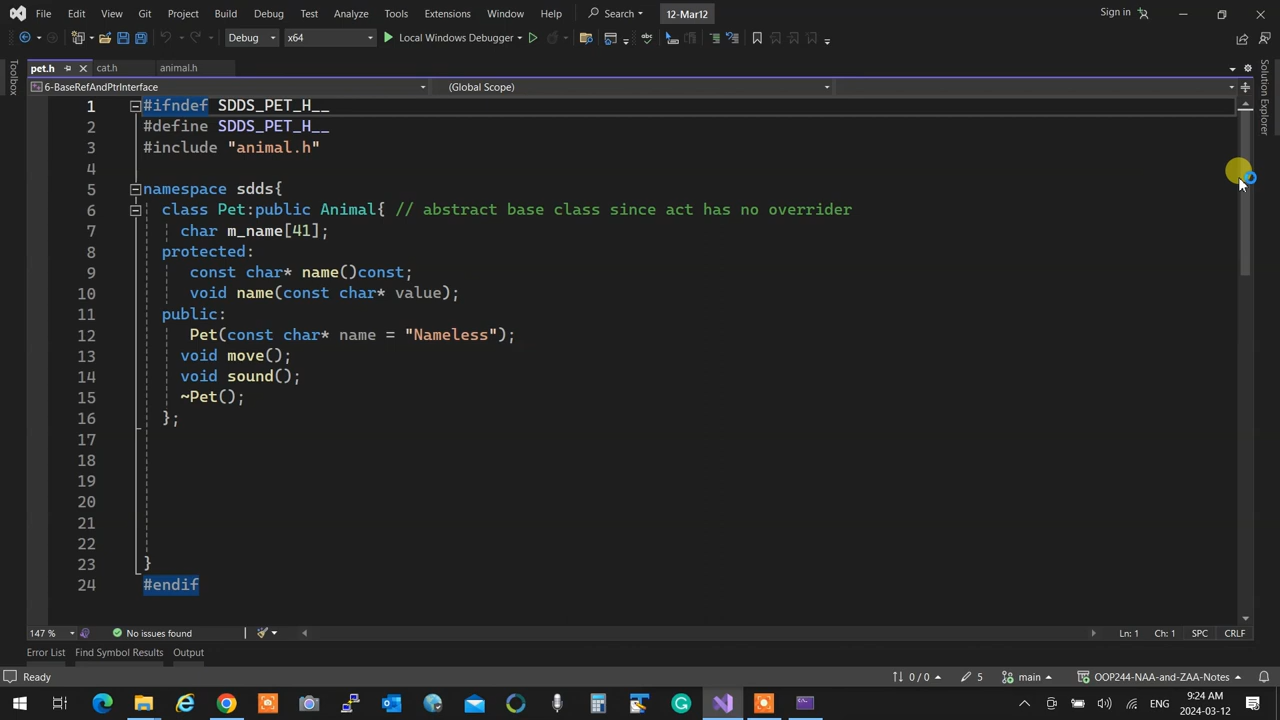 File Edit View Git Project Build Debug Test Analyze Tools Extensions Window Help Search 12-Mar12 Sign in
Debug x64 Local Windows Debugger
pet.h cat.h animal.h
6-BaseRefAndPtrInterface (Global Scope)
Toolbox
Solution Explorer
1 #ifndef SDDS_PET_H__
2 #define SDDS_PET_H__
3 #include "animal.h"
4
5 namespace sdds{
6 class Pet:public Animal{ // abstract base class since act has no overrider
7 char m_name[41];
8 protected:
9 const char* name()const;
10 void name(const char* value);
11 public:
12 Pet(const char* name = "Nameless");
13 void move();
14 void sound();
15 ~Pet();
16 };
17
18
19
20
21
22
23 }
24 #endif
147 % No issues found Ln: 1 Ch: 1 SPC CRLF
Error List Find Symbol Results Output
Ready 0 / 0 5 main OOP244-NAA-and-ZAA-Notes
ENG 9:24 AM
2024-03-12